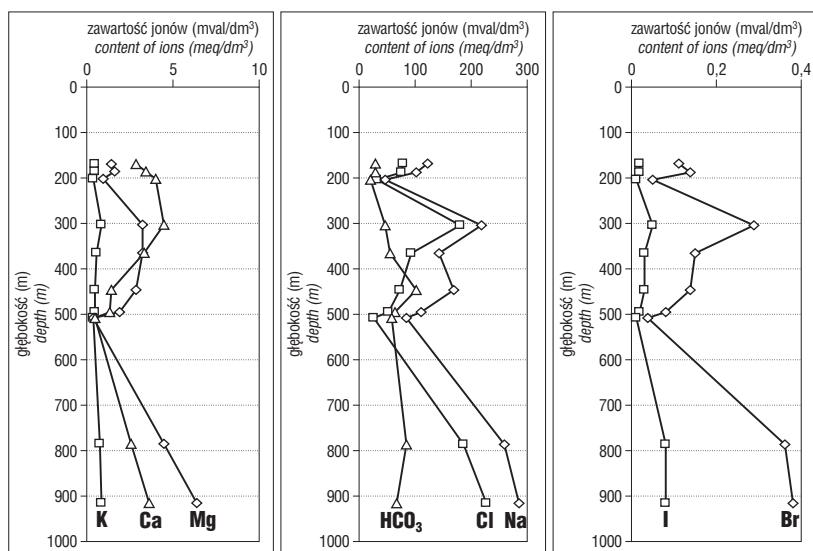 zawartość jonów (mval/dm³)
content of ions (meq/dm³)
0 5 10
0
100
200
300
400
500
600
700
800
900
1000
głębokość (m)
depth (m)
K Ca Mg
zawartość jonów (mval/dm³)
content of ions (meq/dm³)
0 100 200 300
0
100
200
300
400
500
600
700
800
900
1000
głębokość (m)
depth (m)
HCO₃ Cl Na
zawartość jonów (mval/dm³)
content of ions (meq/dm³)
0 0,2 0,4
0
100
200
300
400
500
600
700
800
900
1000
głębokość (m)
depth (m)
I Br